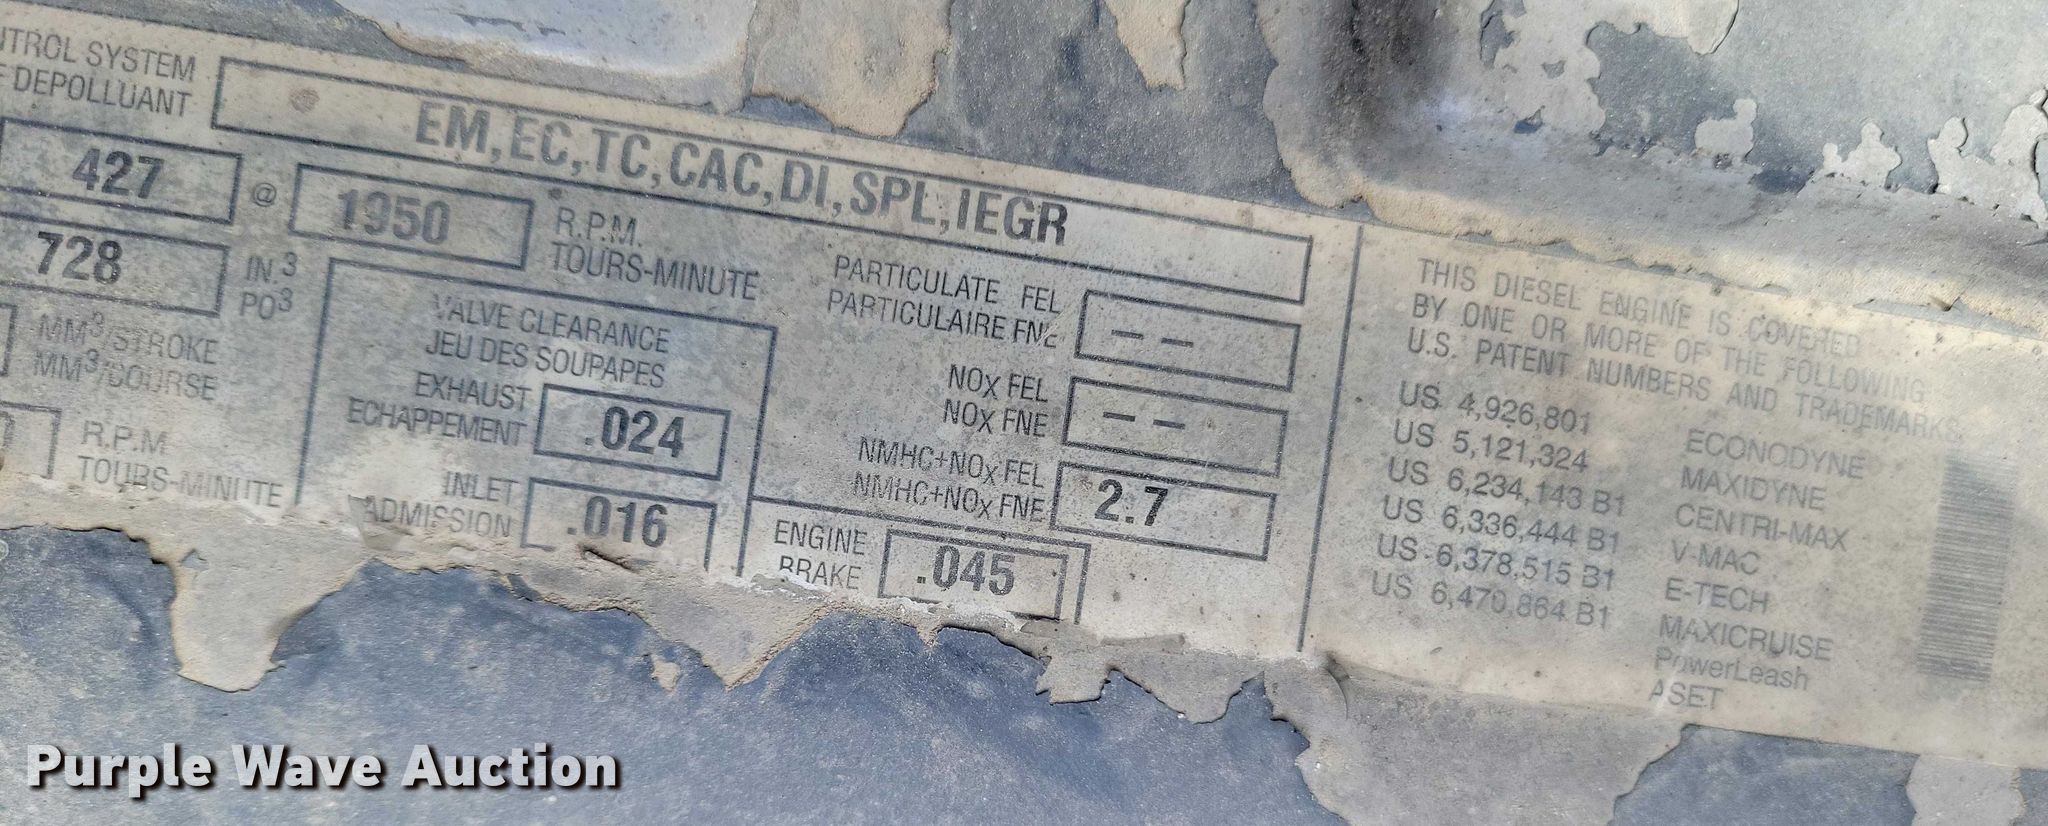 CONTROL SYSTEM
DEPOLLUANT
EM, EC, TC, CAC, DI, SPL, IEGR
427 @ 1950 R.P.M.
TOURS-MINUTE
728 IN.3
PO3
MM3/STROKE
MM3/COURSE
R.P.M.
TOURS-MINUTE
VALVE CLEARANCE
JEU DES SOUPAPES
EXHAUST
ECHAPPEMENT .024
INLET
ADMISSION .016
PARTICULATE FEL
PARTICULAIRE FNE --
NOx FEL
NOx FNE --
NMHC+NOx FEL
NMHC+NOx FNE 2.7
ENGINE
BRAKE .045
THIS DIESEL ENGINE IS COVERED
BY ONE OR MORE OF THE FOLLOWING
U.S. PATENT NUMBERS AND TRADEMARKS
US 4,926,801
US 5,121,324
US 6,234,143 B1
US 6,336,444 B1
US 6,378,515 B1
US 6,470,864 B1
ECONODYNE
MAXIDYNE
CENTRI-MAX
V-MAC
E-TECH
MAXICRUISE
PowerLeash
ASET
Purple Wave Auction